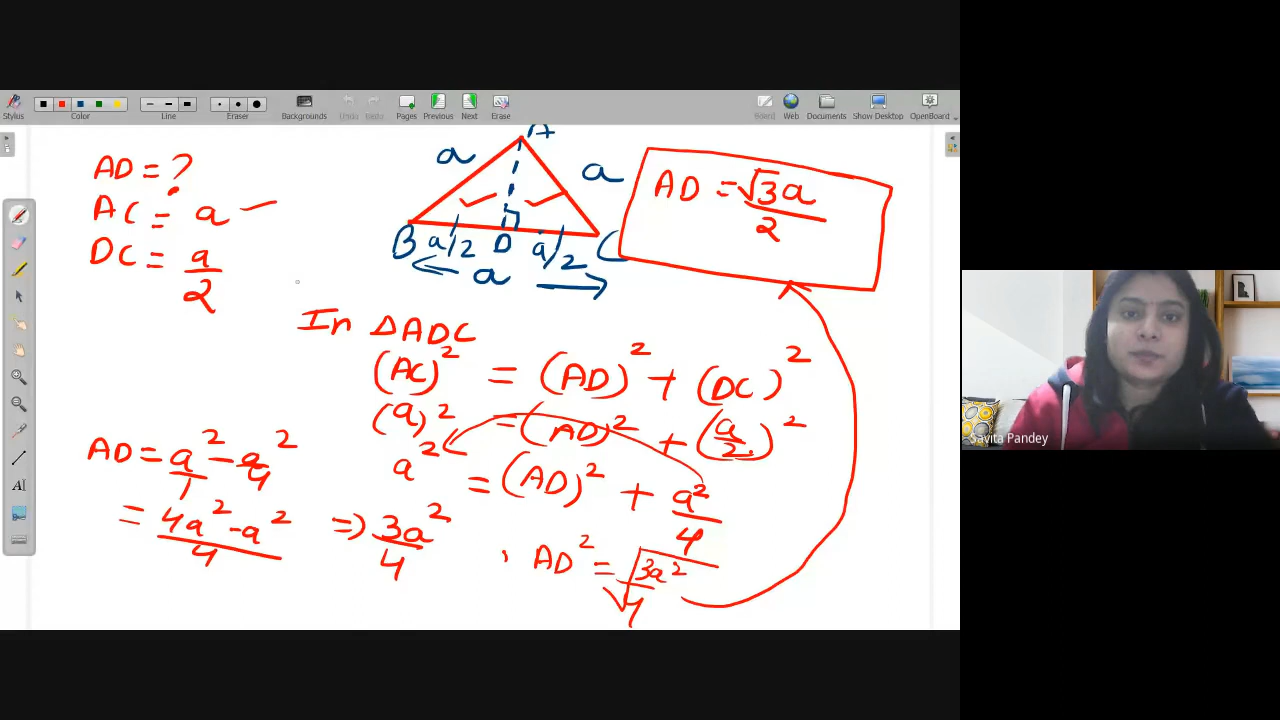 Stylus
Color
Line
Eraser
Backgrounds
Undo
Redo
Pages
Previous
Next
Erase
Board
Web
Documents
Show Desktop
OpenBoard
AD = ?
AC = a
DC = a/2
A
a
a
B a/2 D a/2 C
a
AD = √3a/2
In △ADC
(AC)² = (AD)² + (DC)²
(a)² = (AD)² + (a/2)²
a² = (AD)² + a²/4
AD = a²/1 - a²/4
= 4a² - a²/4 ⇒ 3a²/4
, AD² = √3a²/4
Savita Pandey